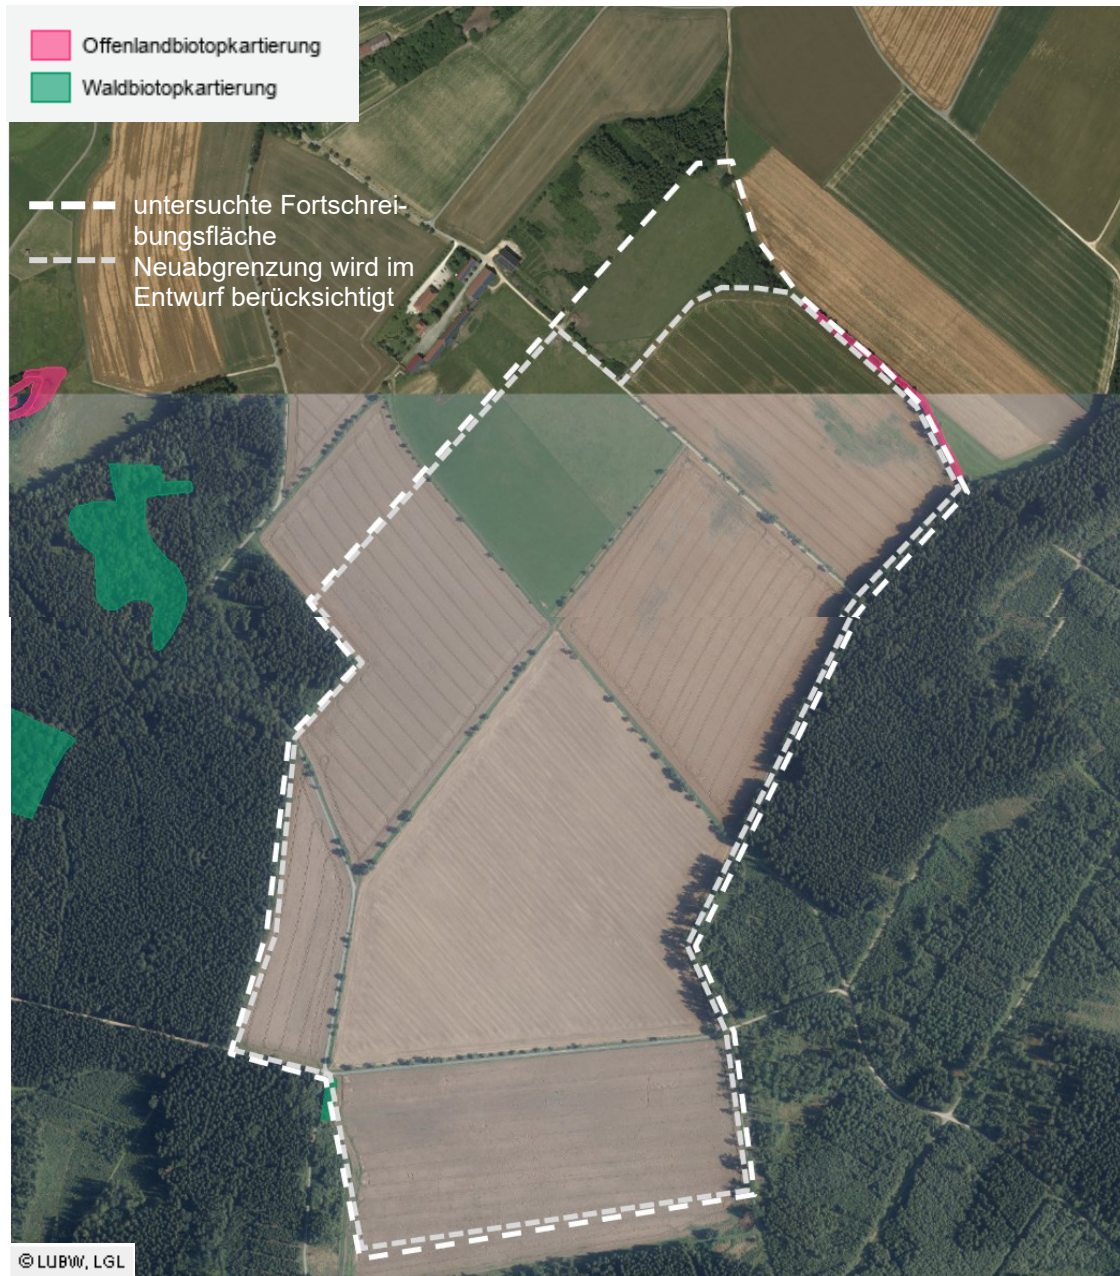 Offenlandbiotopkartierung
Waldbiotopkartierung
untersuchte Fortschrei-
bungsfläche
Neuabgrenzung wird im
Entwurf berücksichtigt
© LUBW, LGL